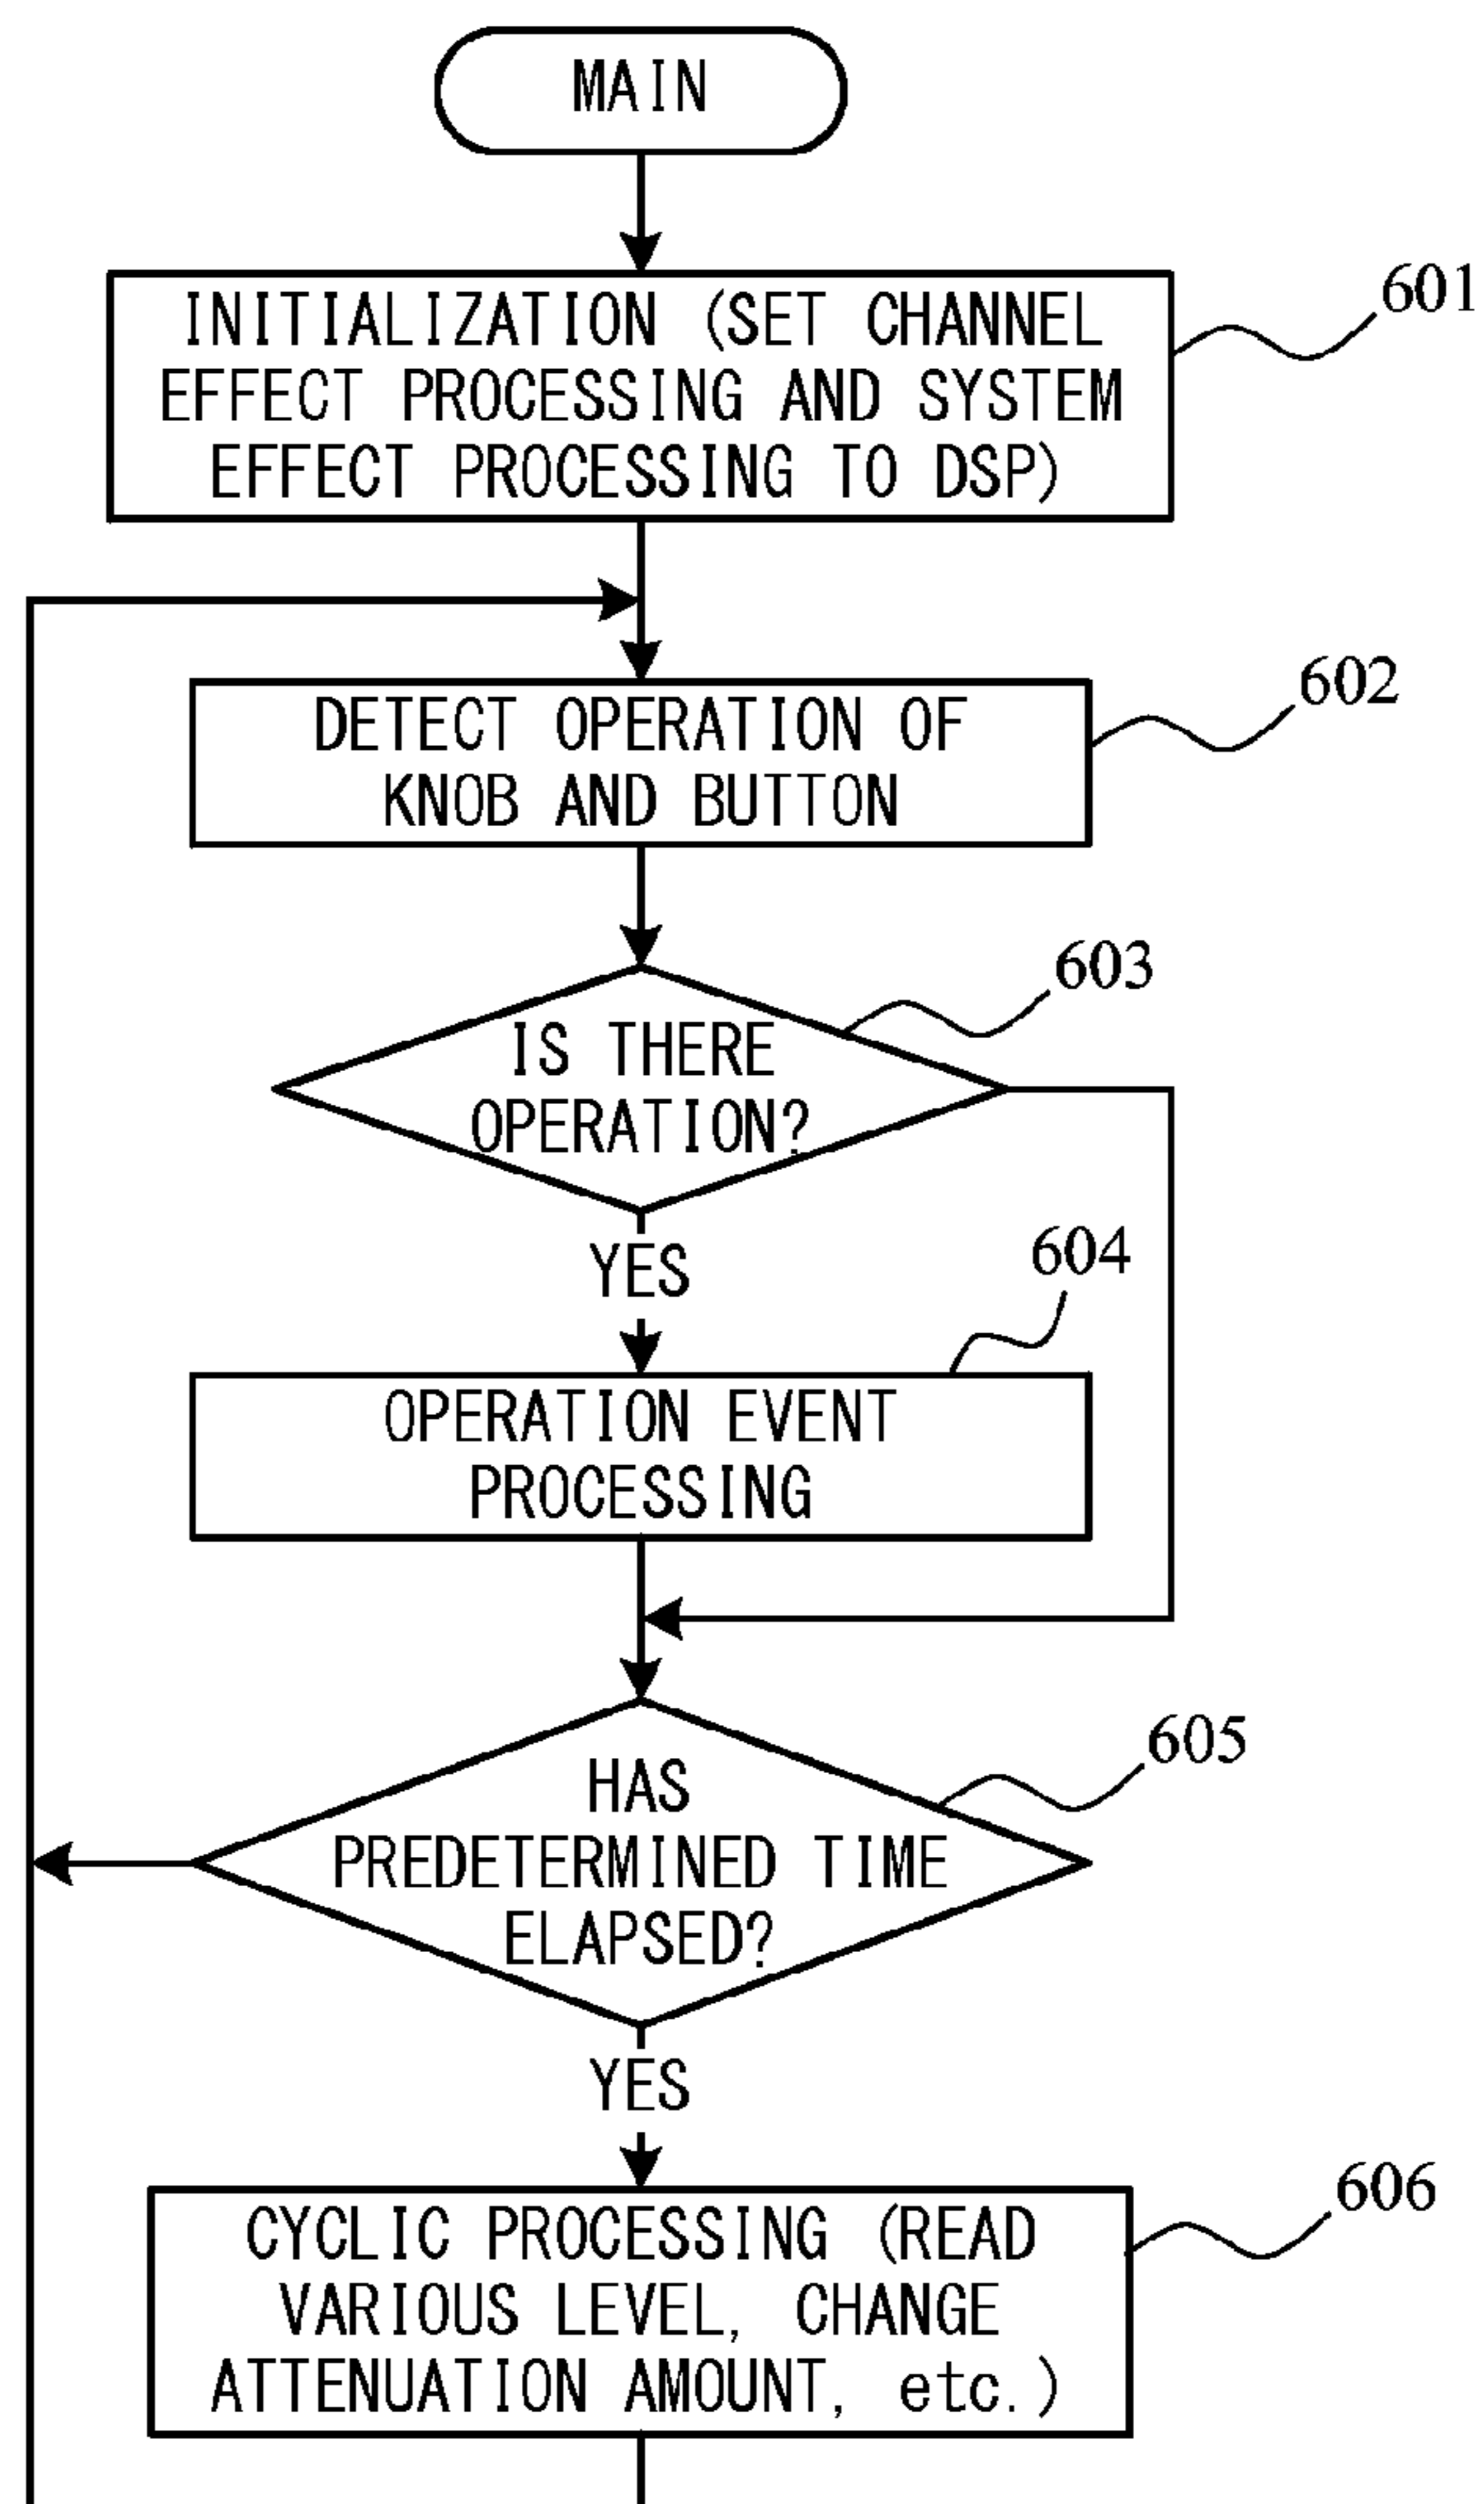 MAIN
INITIALIZATION (SET CHANNEL
EFFECT PROCESSING AND SYSTEM
EFFECT PROCESSING TO DSP)
601
DETECT OPERATION OF
KNOB AND BUTTON
602
603
IS THERE
OPERATION?
YES
604
OPERATION EVENT
PROCESSING
605
HAS
PREDETERMINED TIME
ELAPSED?
YES
606
CYCLIC PROCESSING (READ
VARIOUS LEVEL, CHANGE
ATTENUATION AMOUNT, etc.)